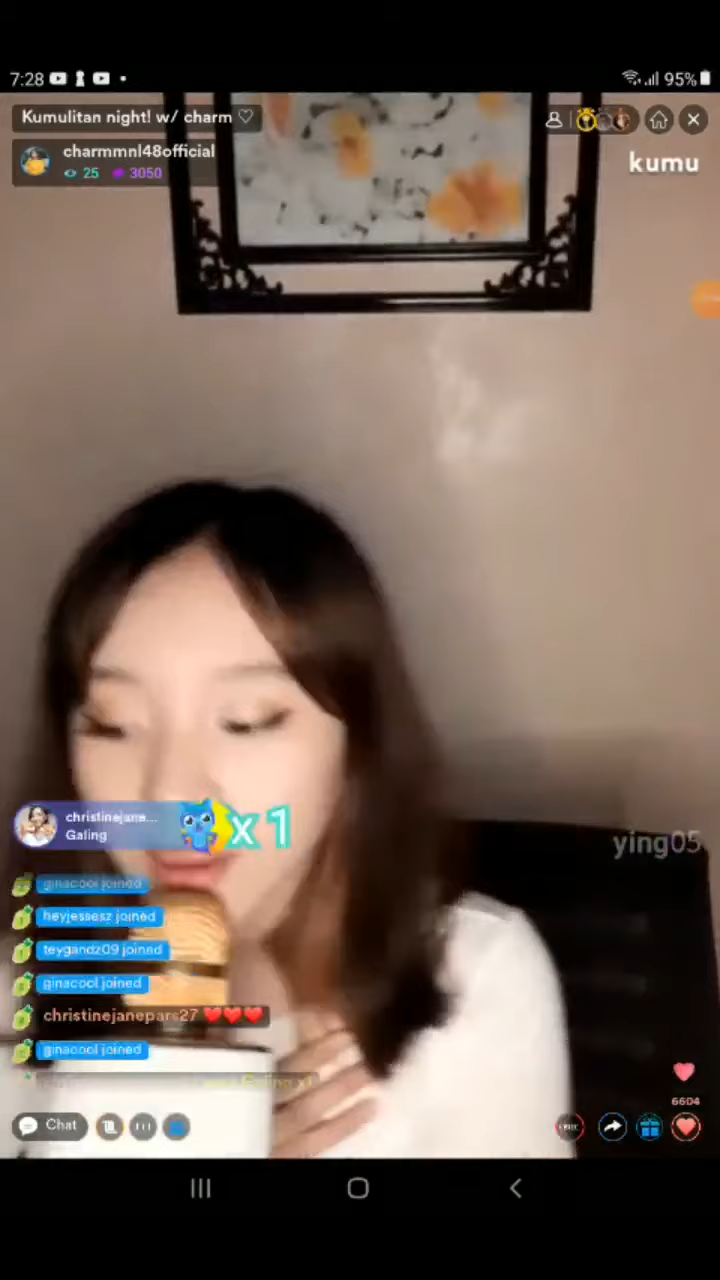 7:28
95%
Kumulitan night! w/ charm ♡
charmmnl48official
25 3050
kumu
christinejane...
Galing
x 1
ying05
ginacool joined
heyjessesz joined
teygandz09 joined
ginacool joined
christinejanepars27 ❤❤❤
ginacool joined
6604
Chat